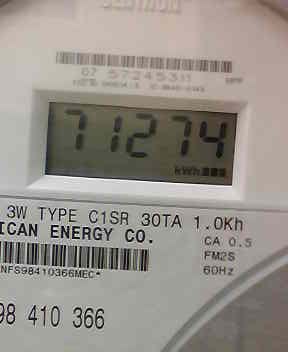 07 57245311
71274
kWh
3W TYPE C1SR 30TA 1.0Kh
ICAN ENERGY CO.
CA 0.5
NFS98410366MEC*
FM2S
60Hz
98 410 366